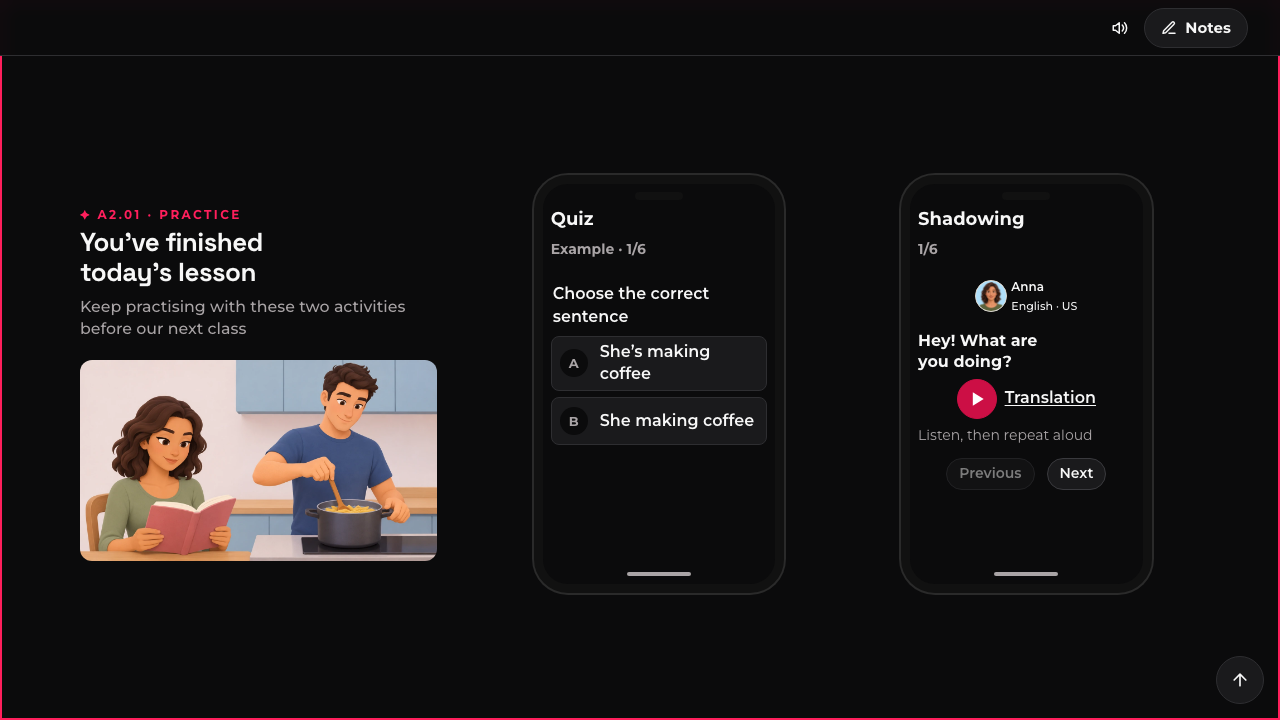 Notes
A2.01 · PRACTICE
You’ve finished
today’s lesson
Keep practising with these two activities
before our next class
Quiz
Example · 1/6
Choose the correct
sentence
A
She’s making
coffee
B
She making coffee
Shadowing
1/6
Anna
English · US
Hey! What are
you doing?
Translation
Listen, then repeat aloud
Previous
Next